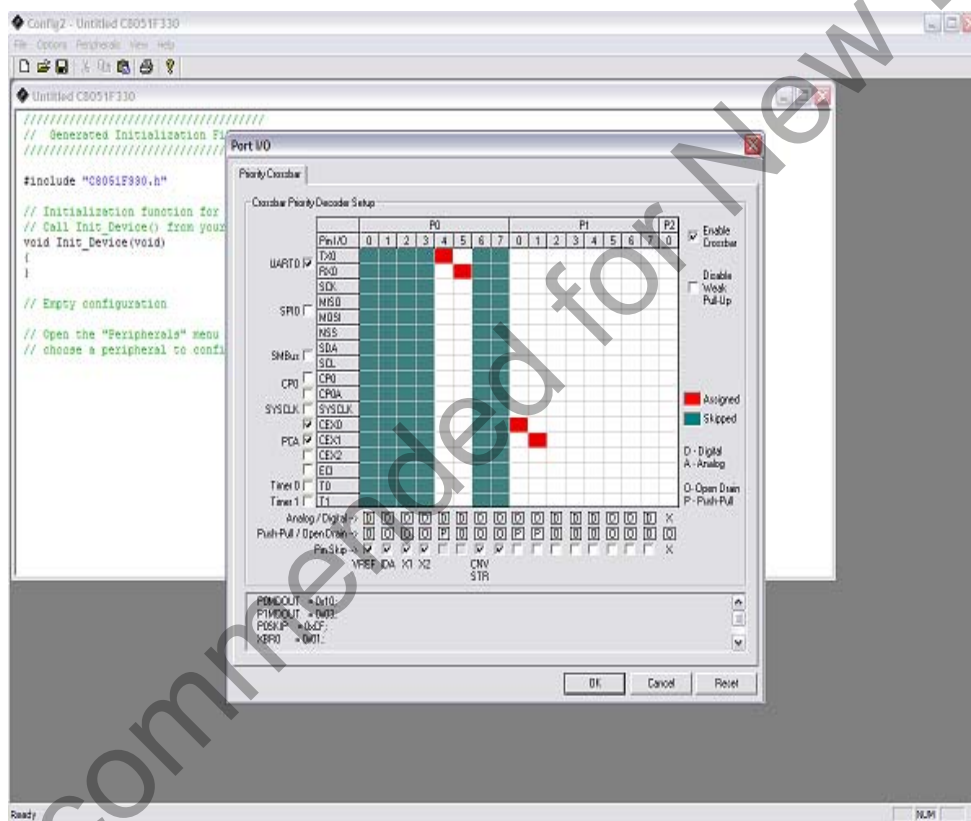 Config2 - Untitled C8051F330
File Options Peripherals View Help
Untitled C8051F330
////////////////////////////////////
// Generated Initialization Fi
#include "C8051F330.h"
// Initialization function for
// Call Init_Device() from your
void Init_Device(void)
{
}
// Empty configuration
// Open the "Peripherals" menu
// choose a peripheral to confi
Port I/O
Priority Crossbar
Crossbar Priority Decoder Setup
P0 P1 P2
Pin I/O 0 1 2 3 4 5 6 7 0 1 2 3 4 5 6 7 0
UART0 TX0
RX0
SCK
SPI0 MISO
MOSI
NSS
SMBus SDA
SCL
CP0 CP0
CP0A
SYSCLK SYSCLK
CEX0
PCA CEX1
CEX2
ECI
Timer 0 T0
Timer 1 T1
Analog / Digital ->
Push-Pull / Open Drain ->
Pin Skip ->
VREF IDA X1 X2 CNV STR
Enable Crossbar
Disable Weak Pull-Up
Assigned
Skipped
D - Digital
A - Analog
O - Open Drain
P - Push-Pull
P0MDOUT = 0x10;
P1MDOUT = 0x03;
P0SKIP = 0xCF;
XBR0 = 0x01;
OK Cancel Reset
Ready NUM
commended for New